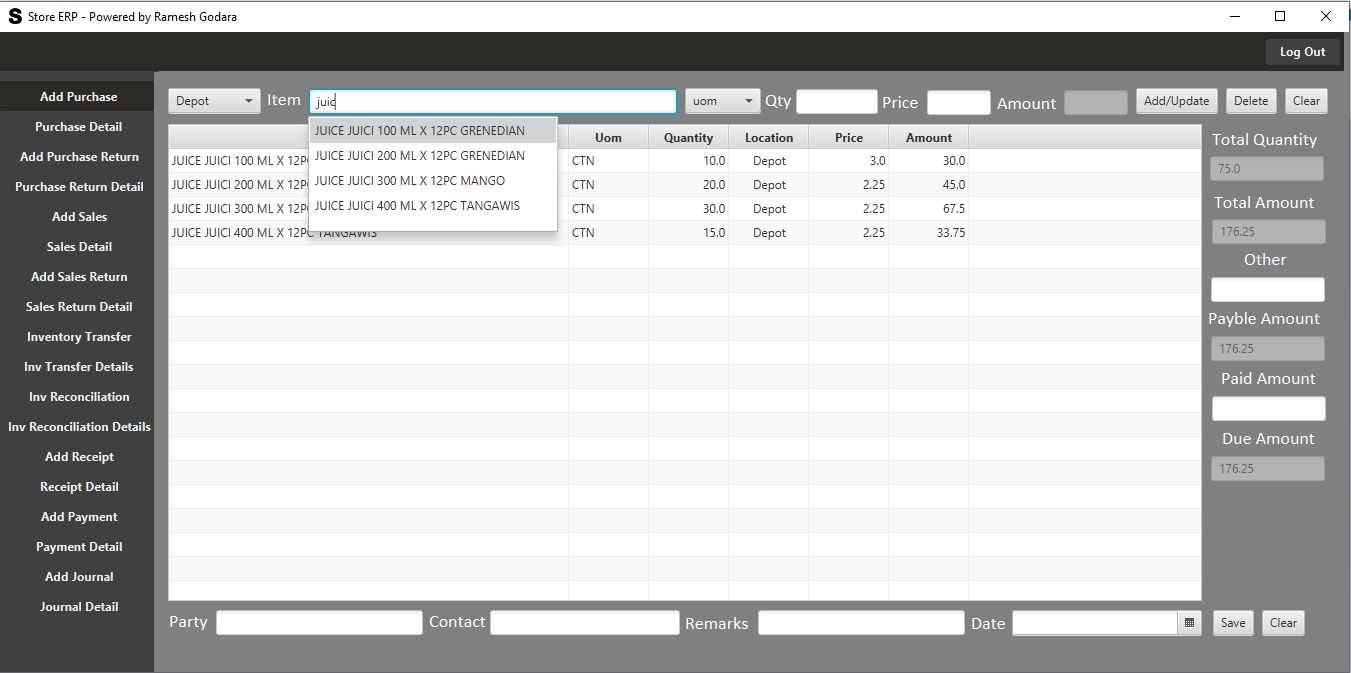 S Store ERP - Powered by Ramesh Godara
Log Out
Add Purchase
Purchase Detail
Add Purchase Return
Purchase Return Detail
Add Sales
Sales Detail
Add Sales Return
Sales Return Detail
Inventory Transfer
Inv Transfer Details
Inv Reconciliation
Inv Reconciliation Details
Add Receipt
Receipt Detail
Add Payment
Payment Detail
Add Journal
Journal Detail
Depot Item juic uom Qty Price Amount Add/Update Delete Clear
JUICE JUICI 100 ML X 12PC GRENEDIAN
JUICE JUICI 200 ML X 12PC GRENEDIAN
JUICE JUICI 300 ML X 12PC MANGO
JUICE JUICI 400 ML X 12PC TANGAWIS
Uom Quantity Location Price Amount
JUICE JUICI 100 ML X 12P CTN 10.0 Depot 3.0 30.0
JUICE JUICI 200 ML X 12P CTN 20.0 Depot 2.25 45.0
JUICE JUICI 300 ML X 12P CTN 30.0 Depot 2.25 67.5
JUICE JUICI 400 ML X 12PC TANGAWIS CTN 15.0 Depot 2.25 33.75
Total Quantity
75.0
Total Amount
176.25
Other
Payble Amount
176.25
Paid Amount
Due Amount
176.25
Party Contact Remarks Date Save Clear